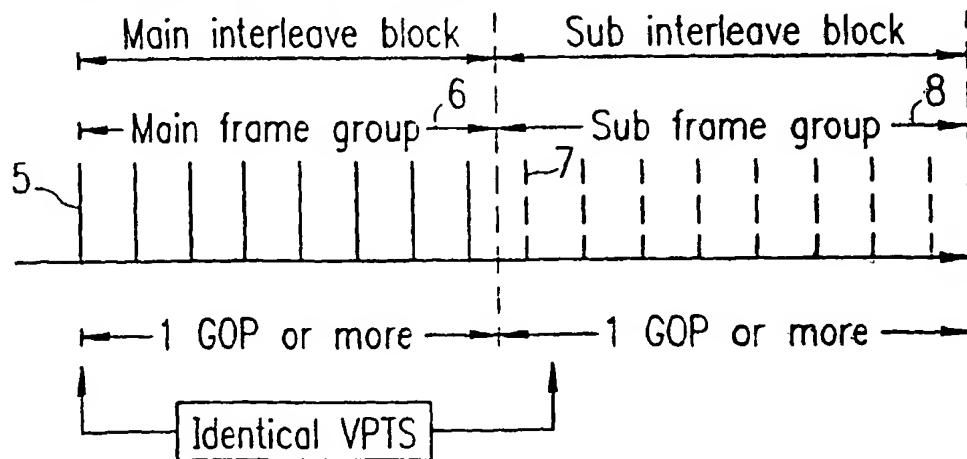 Main interleave block Sub interleave block
6 8
Main frame group Sub frame group
5 7
1 GOP or more 1 GOP or more
Identical VPTS